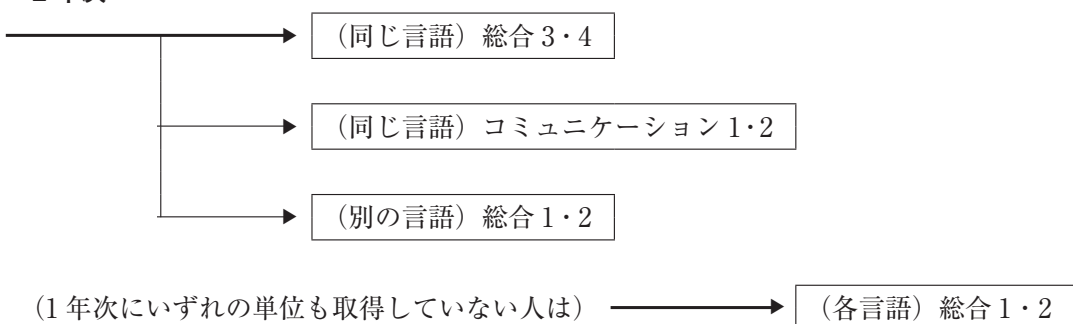 （同じ言語）総合 3・4
（同じ言語）コミュニケーション 1・2
（別の言語）総合 1・2
（1 年次にいずれの単位も取得していない人は）
（各言語）総合 1・2